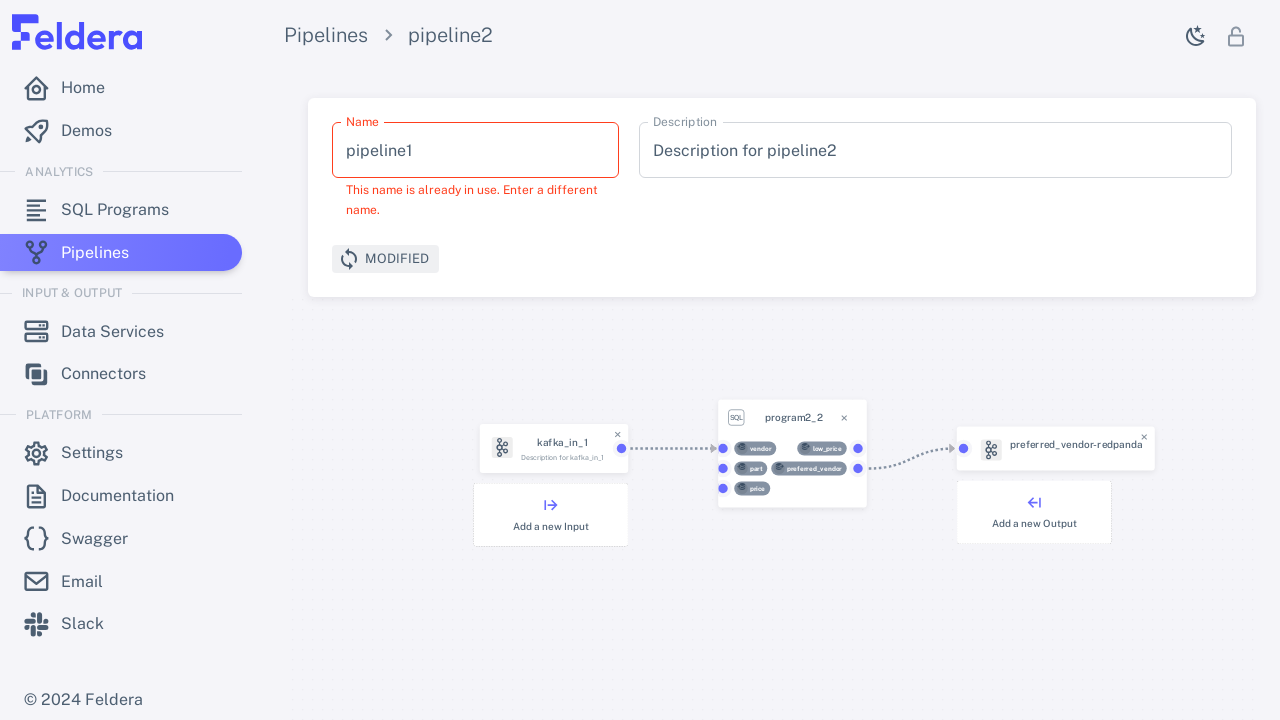 Feldera
Pipelines
pipeline2
Home
Demos
ANALYTICS
SQL Programs
Pipelines
INPUT & OUTPUT
Data Services
Connectors
PLATFORM
Settings
Documentation
Swagger
Email
Slack
© 2024 Feldera
Name
pipeline1
This name is already in use. Enter a different
name.
Description
Description for pipeline2
MODIFIED
kafka_in_1
Description for kafka_in_1
Add a new Input
SQL
program2_2
vendor
low_price
part
preferred_vendor
price
preferred_vendor-redpanda
Add a new Output